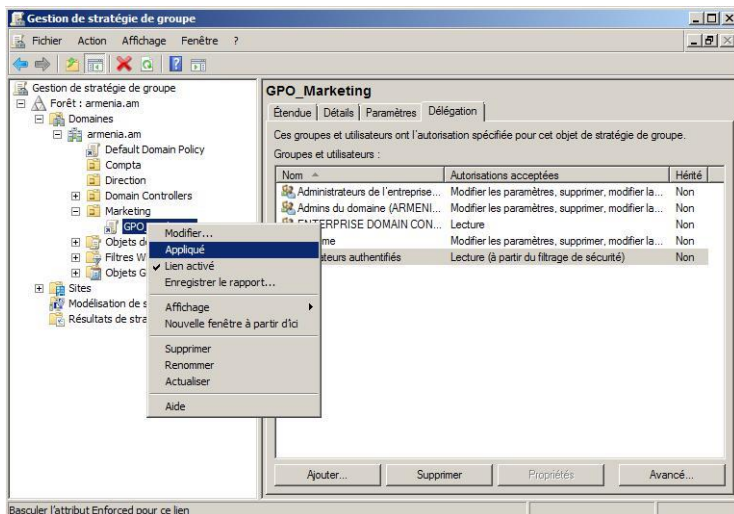 Gestion de stratégie de groupe
Fichier Action Affichage Fenêtre ?
Gestion de stratégie de groupe
Forêt : armenia.am
Domaines
armenia.am
Default Domain Policy
Compta
Direction
Domain Controllers
Marketing
GPO
Objets d
Filtres W
Objets G
Sites
Modélisation de s
Résultats de stra
Modifier...
Appliqué
Lien activé
Enregistrer le rapport...
Affichage
Nouvelle fenêtre à partir d'ici
Supprimer
Renommer
Actualiser
Aide
GPO_Marketing
Étendue Détails Paramètres Délégation
Ces groupes et utilisateurs ont l'autorisation spécifiée pour cet objet de stratégie de groupe.
Groupes et utilisateurs :
Nom Autorisations acceptées Hérité
Administrateurs de l'entreprise... Modifier les paramètres, supprimer, modifier la... Non
Admins du domaine (ARMENI... Modifier les paramètres, supprimer, modifier la... Non
ENTERPRISE DOMAIN CON... Lecture Non
me Modifier les paramètres, supprimer, modifier la... Non
ateurs authentifiés Lecture (à partir du filtrage de sécurité) Non
Ajouter... Supprimer Propriétés Avancé...
Basculer l'attribut Enforced pour ce lien